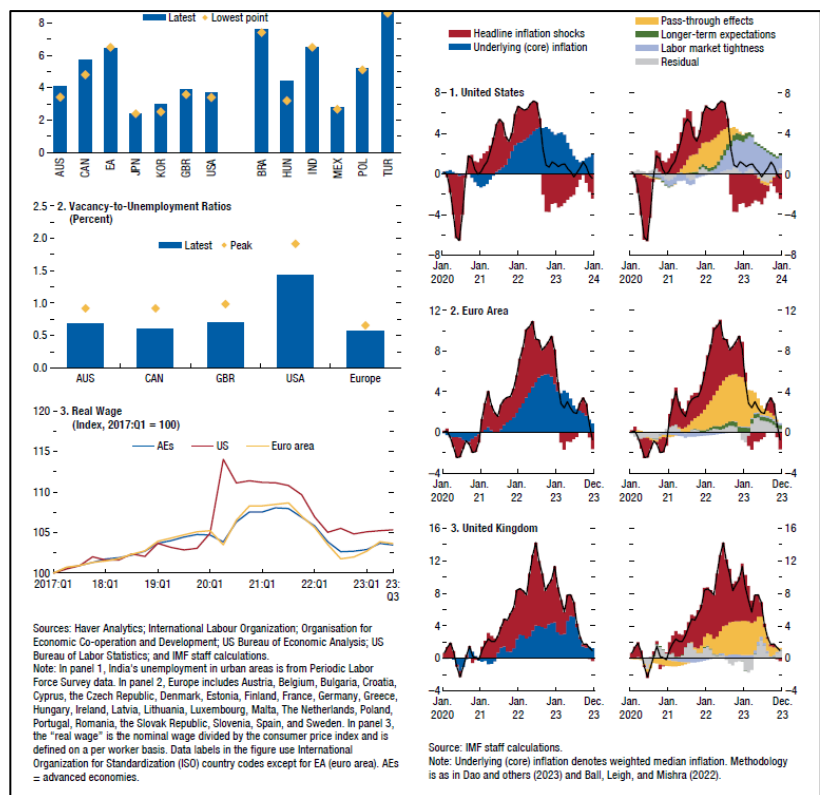 Latest
Lowest point
8
6
4
2
0
AUS
CAN
EA
JPN
KOR
GBR
USA
BRA
HUN
IND
MEX
POL
TUR
2. Vacancy-to-Unemployment Ratios
(Percent)
2.5
2.0
1.5
1.0
0.5
0.0
Latest
Peak
AUS
CAN
GBR
USA
Europe
3. Real Wage
(Index, 2017:Q1 = 100)
120
115
110
105
100
AEs
US
Euro area
2017:Q1
18:Q1
19:Q1
20:Q1
21:Q1
22:Q1
23:Q1
23:
Q3
Sources: Haver Analytics; International Labour Organization; Organisation for
Economic Co-operation and Development; US Bureau of Economic Analysis; US
Bureau of Labor Statistics; and IMF staff calculations.
Note: In panel 1, India's unemployment in urban areas is from Periodic Labor
Force Survey data. In panel 2, Europe includes Austria, Belgium, Bulgaria, Croatia,
Cyprus, the Czech Republic, Denmark, Estonia, Finland, France, Germany, Greece,
Hungary, Ireland, Latvia, Lithuania, Luxembourg, Malta, The Netherlands, Poland,
Portugal, Romania, the Slovak Republic, Slovenia, Spain, and Sweden. In panel 3,
the "real wage" is the nominal wage divided by the consumer price index and is
defined on a per worker basis. Data labels in the figure use International
Organization for Standardization (ISO) country codes except for EA (euro area). AEs
= advanced economies.
Headline inflation shocks
Underlying (core) inflation
Pass-through effects
Longer-term expectations
Labor market tightness
Residual
1. United States
8
4
0
−4
−8
8
4
0
−4
−8
Jan.
2020
Jan.
21
Jan.
22
Jan.
23
Jan.
24
Jan.
2020
Jan.
21
Jan.
22
Jan.
23
Jan.
24
2. Euro Area
12
8
4
0
−4
12
8
4
0
−4
Jan.
2020
Jan.
21
Jan.
22
Jan.
23
Dec.
23
Jan.
2020
Jan.
21
Jan.
22
Jan.
23
Dec.
23
3. United Kingdom
16
12
8
4
0
−4
16
12
8
4
0
−4
Jan.
2020
Jan.
21
Jan.
22
Jan.
23
Dec.
23
Jan.
2020
Jan.
21
Jan.
22
Jan.
23
Dec.
23
Source: IMF staff calculations.
Note: Underlying (core) inflation denotes weighted median inflation. Methodology
is as in Dao and others (2023) and Ball, Leigh, and Mishra (2022).